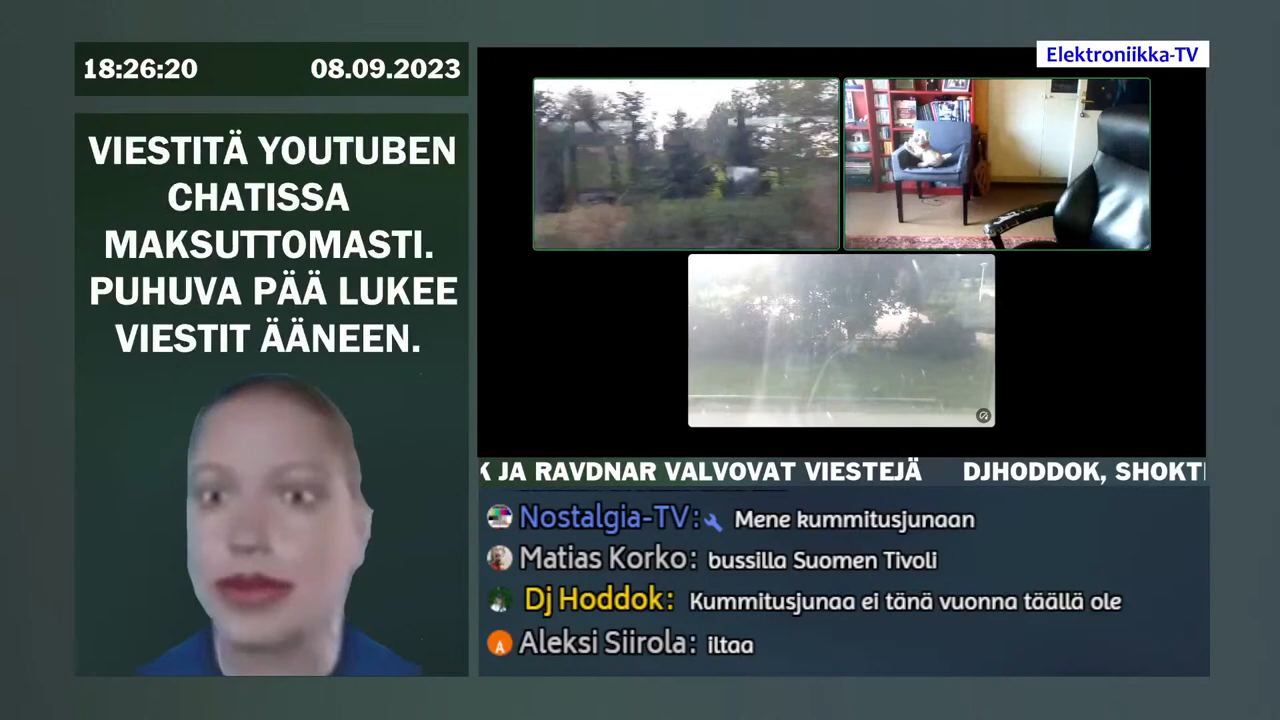 18:26:20 08.09.2023
Elektroniikka-TV
VIESTITÄ YOUTUBEN
CHATISSA
MAKSUTTOMASTI.
PUHUVA PÄÄ LUKEE
VIESTIT ÄÄNEEN.
K JA RAVDNAR VALVOVAT VIESTEJÄ DJHODDOK, SHOKT
Nostalgia-TV: Mene kummitusjunaan
Matias Korko: bussilla Suomen Tivoli
Dj Hoddok: Kummitusjunaa ei tänä vuonna täällä ole
A Aleksi Siirola: iltaa